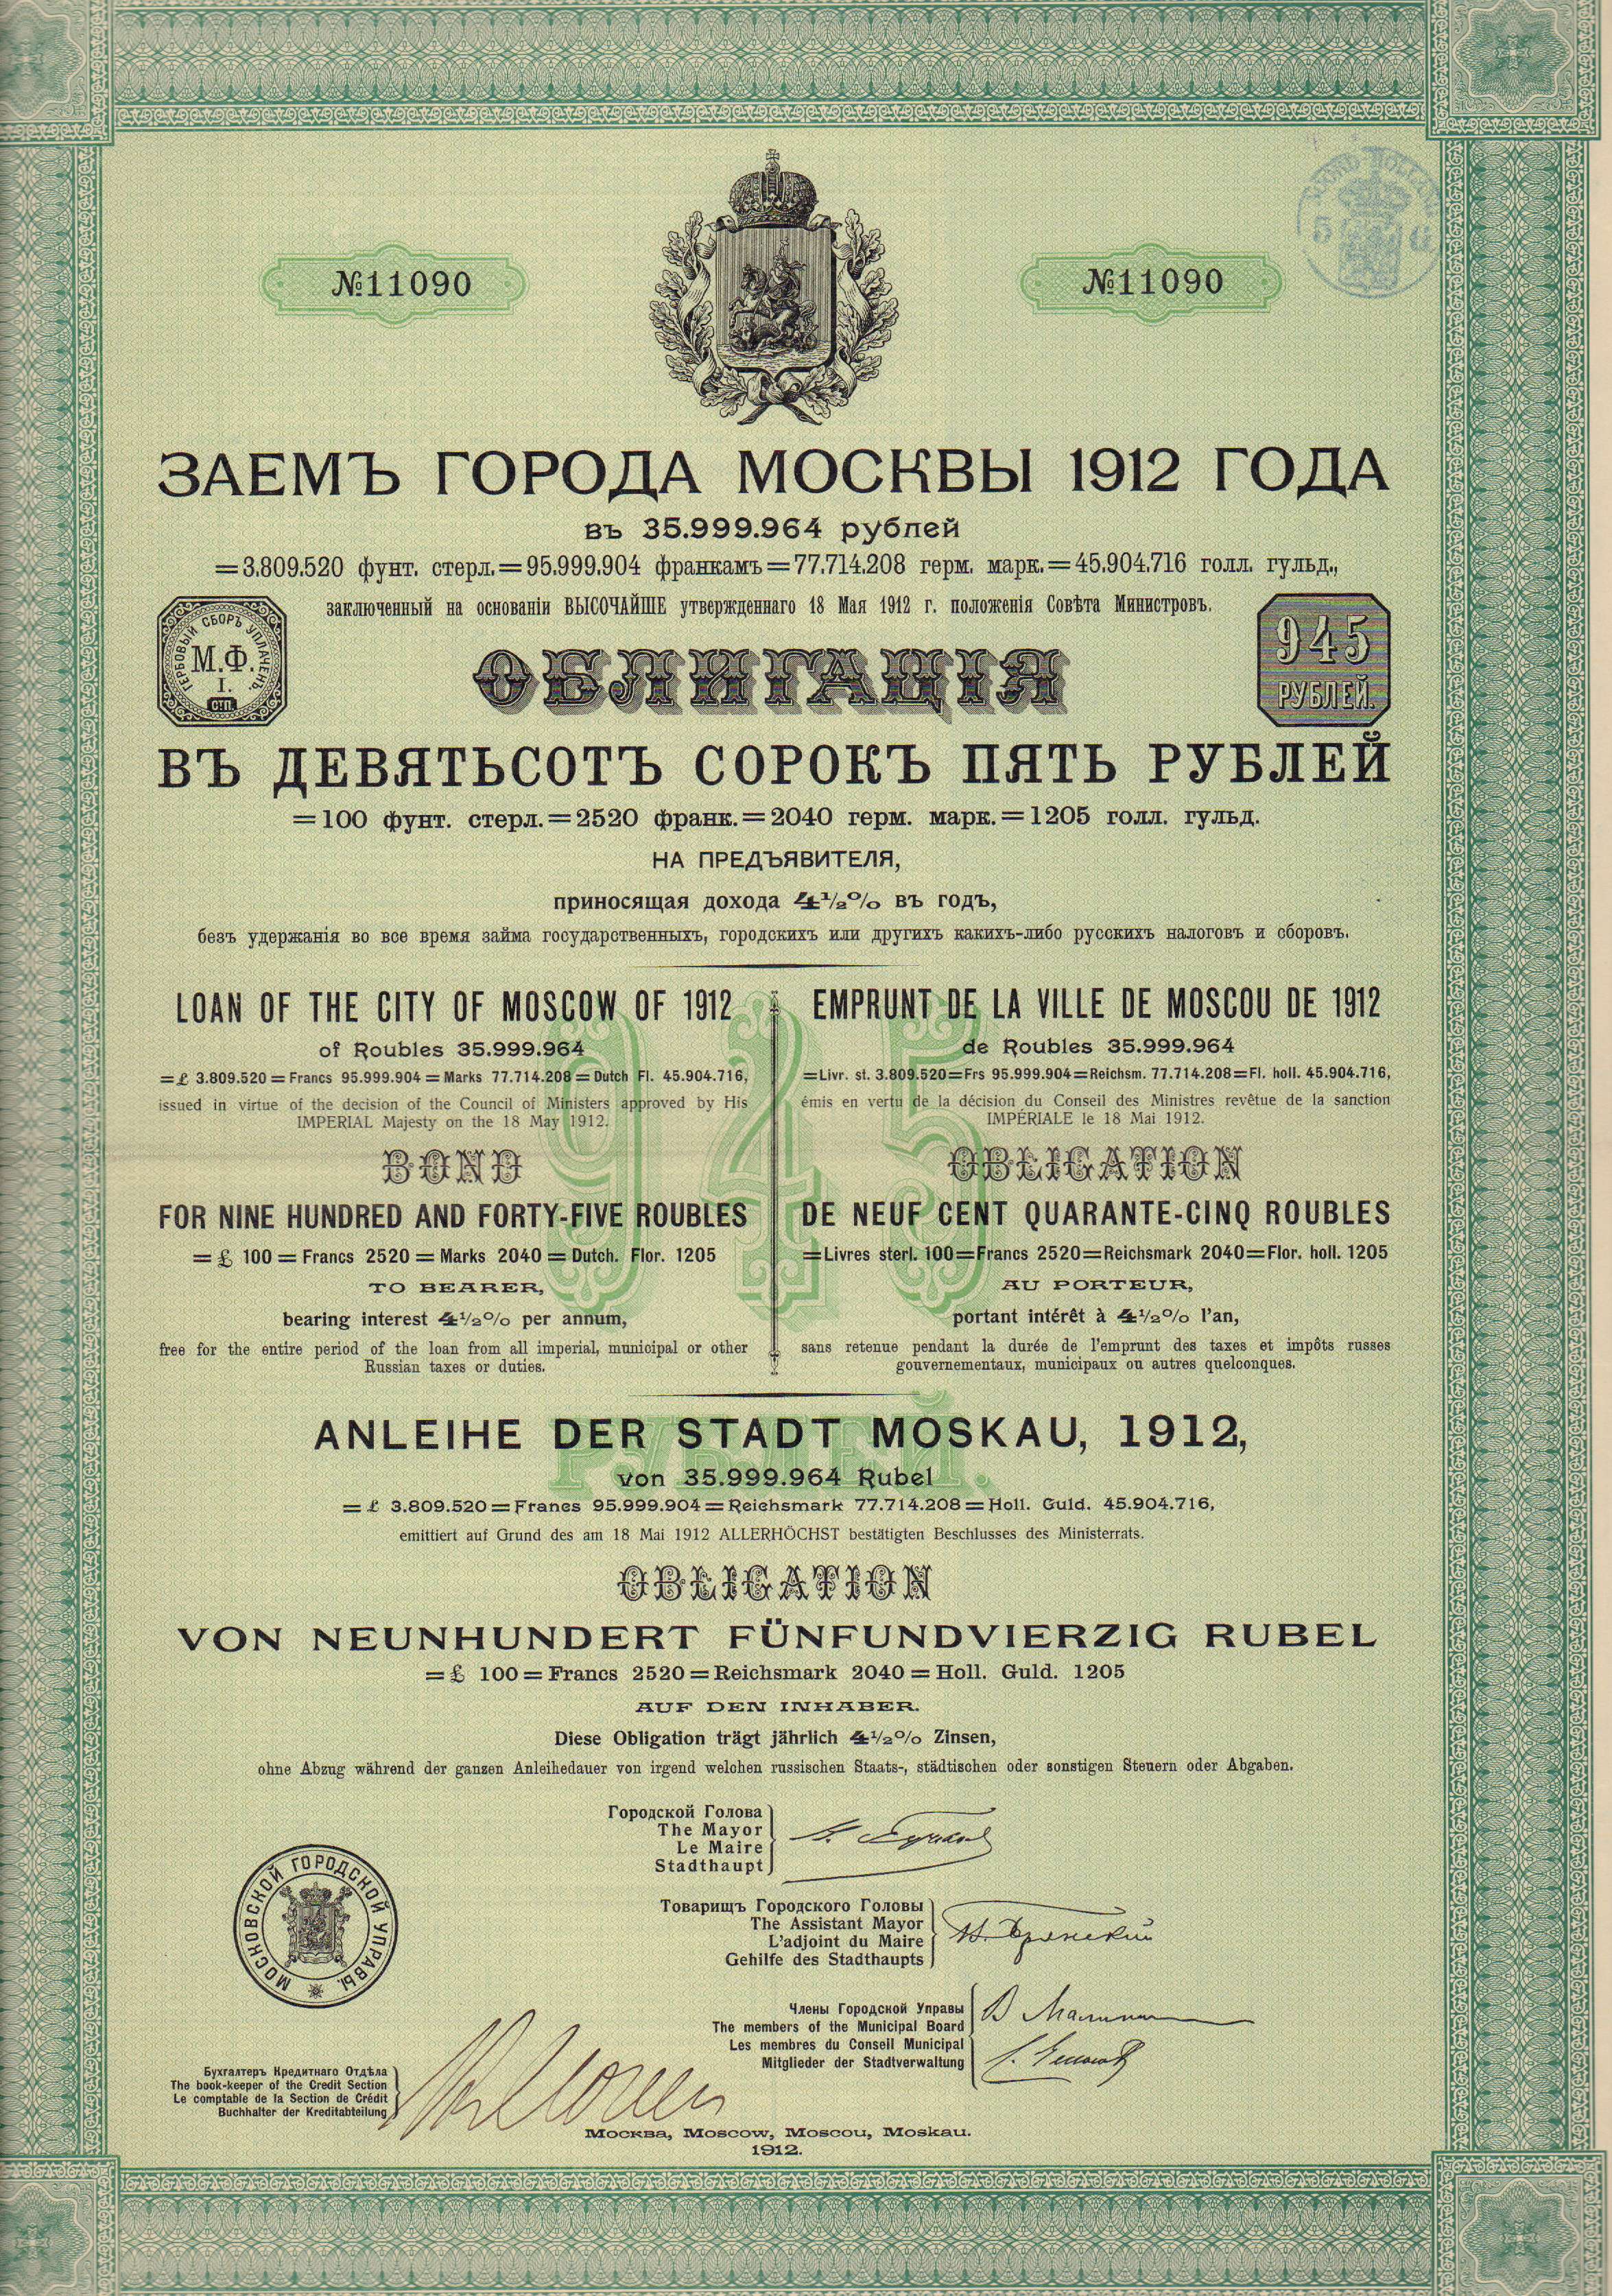 NOORD-HOLLAND
№11090
№11090
ЗАЕМЪ ГОРОДА МОСКВЫ 1912 ГОДА
въ 35.999.964 рублей
=3.809.520 фунт. стерл.=95.999.904 франкамъ=77.714.208 герм. марк.=45.904.716 голл. гульд.,
заключенный на основаніи ВЫСОЧАЙШЕ утвержденнаго 18 Мая 1912 г. положенія Совѣта Министровъ.
ГЕРБОВЫЙ СБОРЪ УПЛАЧЕНЪ.
М.Ф.
I.
СТП.
ОБЛИГАЦІЯ
945
РУБЛЕЙ.
ВЪ ДЕВЯТЬСОТЪ СОРОКЪ ПЯТЬ РУБЛЕЙ
=100 фунт. стерл.=2520 франк.=2040 герм. марк.=1205 голл. гульд.
НА ПРЕДЪЯВИТЕЛЯ,
приносящая дохода 4½% въ годъ,
безъ удержанія во все время займа государственныхъ, городскихъ или другихъ какихъ-либо русскихъ налоговъ и сборовъ.
945
РУБЛЕЙ.
LOAN OF THE CITY OF MOSCOW OF 1912
of Roubles 35.999.964
=£ 3.809.520=Francs 95.999.904=Marks 77.714.208=Dutch Fl. 45.904.716,
issued in virtue of the decision of the Council of Ministers approved by His
IMPERIAL Majesty on the 18 May 1912.
BOND
FOR NINE HUNDRED AND FORTY-FIVE ROUBLES
=£ 100=Francs 2520=Marks 2040=Dutch. Flor. 1205
TO BEARER,
bearing interest 4½% per annum,
free for the entire period of the loan from all imperial, municipal or other
Russian taxes or duties.
EMPRUNT DE LA VILLE DE MOSCOU DE 1912
de Roubles 35.999.964
=Livr. st. 3.809.520=Frs 95.999.904=Reichsm. 77.714.208=Fl. holl. 45.904.716,
émis en vertu de la décision du Conseil des Ministres revêtue de la sanction
IMPÉRIALE le 18 Mai 1912.
OBLIGATION
DE NEUF CENT QUARANTE-CINQ ROUBLES
=Livres sterl. 100=Francs 2520=Reichsmark 2040=Flor. holl. 1205
AU PORTEUR,
portant intérêt à 4½% l'an,
sans retenue pendant la durée de l'emprunt des taxes et impôts russes
gouvernementaux, municipaux ou autres quelconques.
ANLEIHE DER STADT MOSKAU, 1912,
von 35.999.964 Rubel
=£ 3.809.520=Francs 95.999.904=Reichsmark 77.714.208=Holl. Guld. 45.904.716,
emittiert auf Grund des am 18 Mai 1912 ALLERHÖCHST bestätigten Beschlusses des Ministerrats.
OBLIGATION
VON NEUNHUNDERT FÜNFUNDVIERZIG RUBEL
=£ 100=Francs 2520=Reichsmark 2040=Holl. Guld. 1205
AUF DEN INHABER.
Diese Obligation trägt jährlich 4½% Zinsen,
ohne Abzug während der ganzen Anleihedauer von irgend welchen russischen Staats-, städtischen oder sonstigen Steuern oder Abgaben.
Городской Голова
The Mayor
Le Maire
Stadthaupt
МОСКОВСКОЙ ГОРОДСКОЙ УПРАВЫ.
Товарищъ Городского Головы
The Assistant Mayor
L'adjoint du Maire
Gehilfe des Stadthaupts
Члены Городской Управы
The members of the Municipal Board
Les membres du Conseil Municipal
Mitglieder der Stadtverwaltung
Бухгалтеръ Кредитнаго Отдѣла
The book-keeper of the Credit Section
Le comptable de la Section de Crédit
Buchhalter der Kreditabteilung
Москва, Moscow, Moscou, Moskau.
1912.